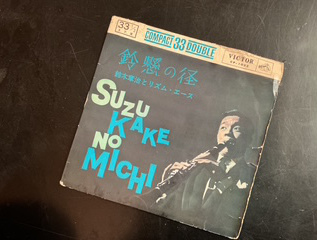 33
COMPACT 33 DOUBLE
VICTOR
鈴懸の径
鈴木章治とリズム・エース
SUZU
KAKE
NO
MICHI